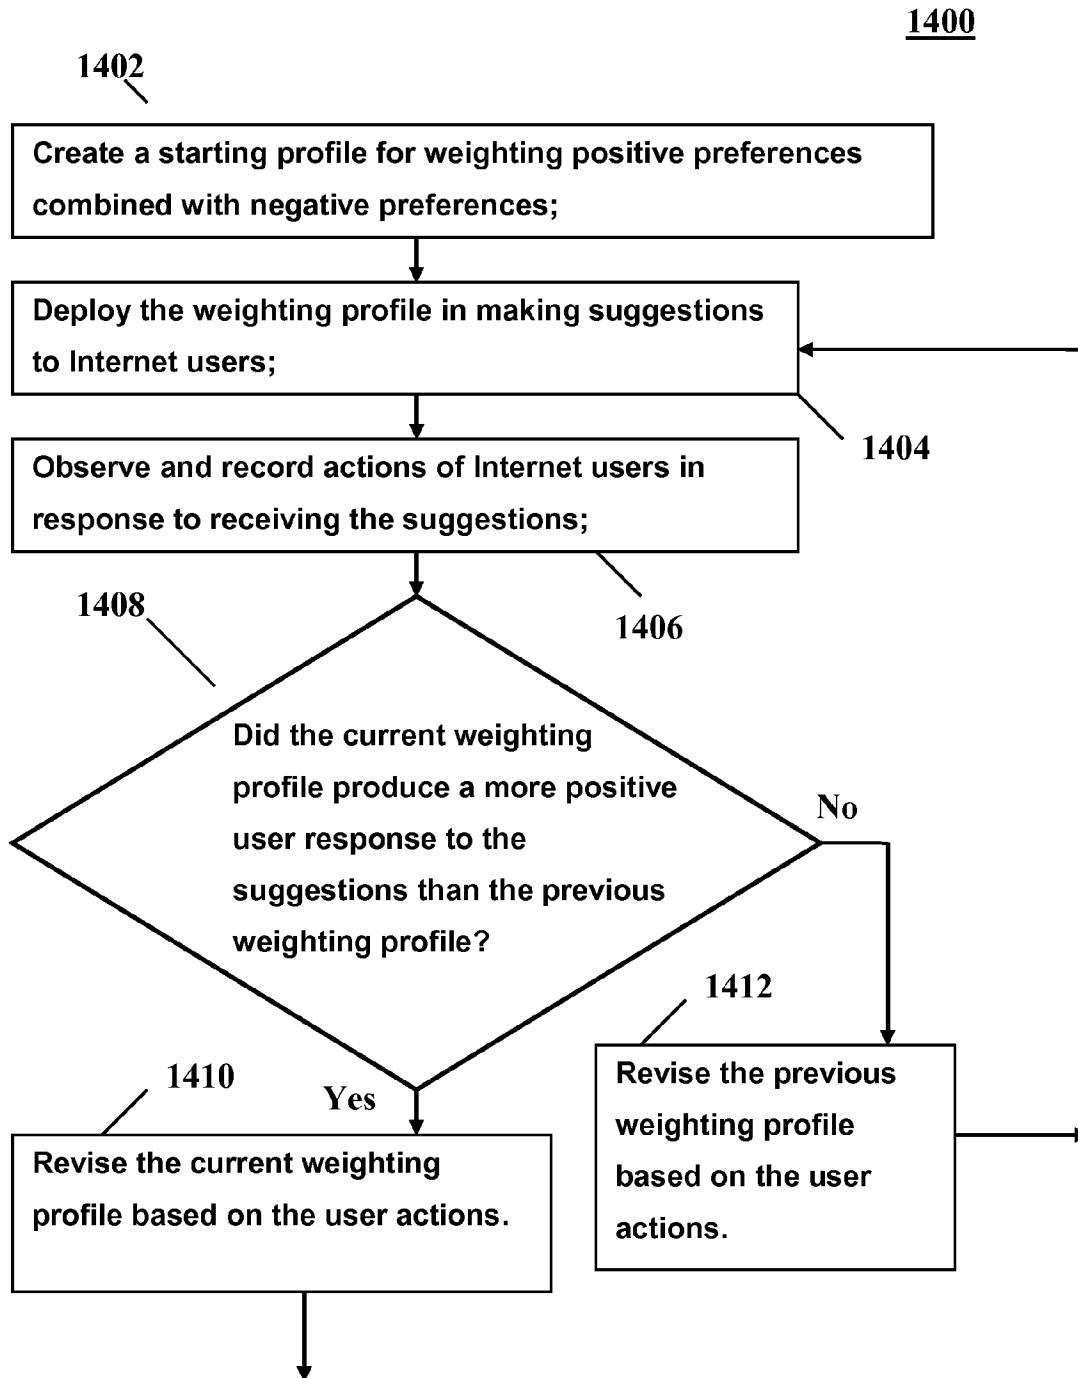 1400
1402
Create a starting profile for weighting positive preferences
combined with negative preferences;
Deploy the weighting profile in making suggestions
to Internet users;
1404
Observe and record actions of Internet users in
response to receiving the suggestions;
1406
1408
Did the current weighting
profile produce a more positive
user response to the
suggestions than the previous
weighting profile?
No
Yes
1412
Revise the previous
weighting profile
based on the user
actions.
1410
Revise the current weighting
profile based on the user actions.